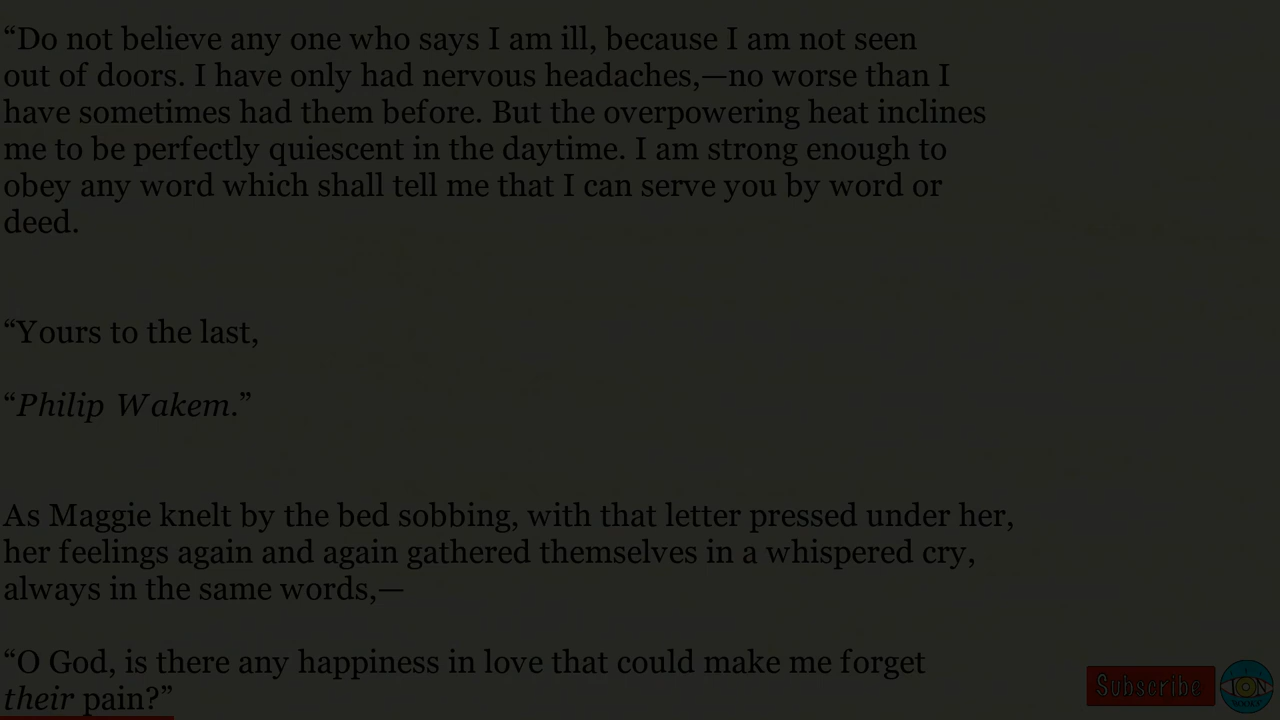 “Do not believe any one who says I am ill, because I am not seen
out of doors. I have only had nervous headaches,—no worse than I
have sometimes had them before. But the overpowering heat inclines
me to be perfectly quiescent in the daytime. I am strong enough to
obey any word which shall tell me that I can serve you by word or
deed.
“Yours to the last,
“Philip Wakem.”
As Maggie knelt by the bed sobbing, with that letter pressed under her,
her feelings again and again gathered themselves in a whispered cry,
always in the same words,—
“O God, is there any happiness in love that could make me forget
their pain?”
Subscribe